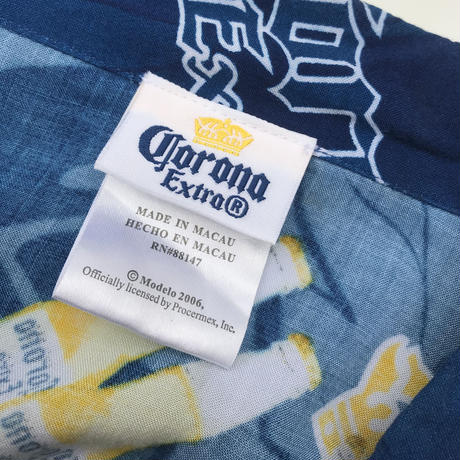 Corona
Extra®
MADE IN MACAU
HECHO EN MACAU
RN#88147
© Modelo 2006,
Officially licensed by Procermex, Inc.